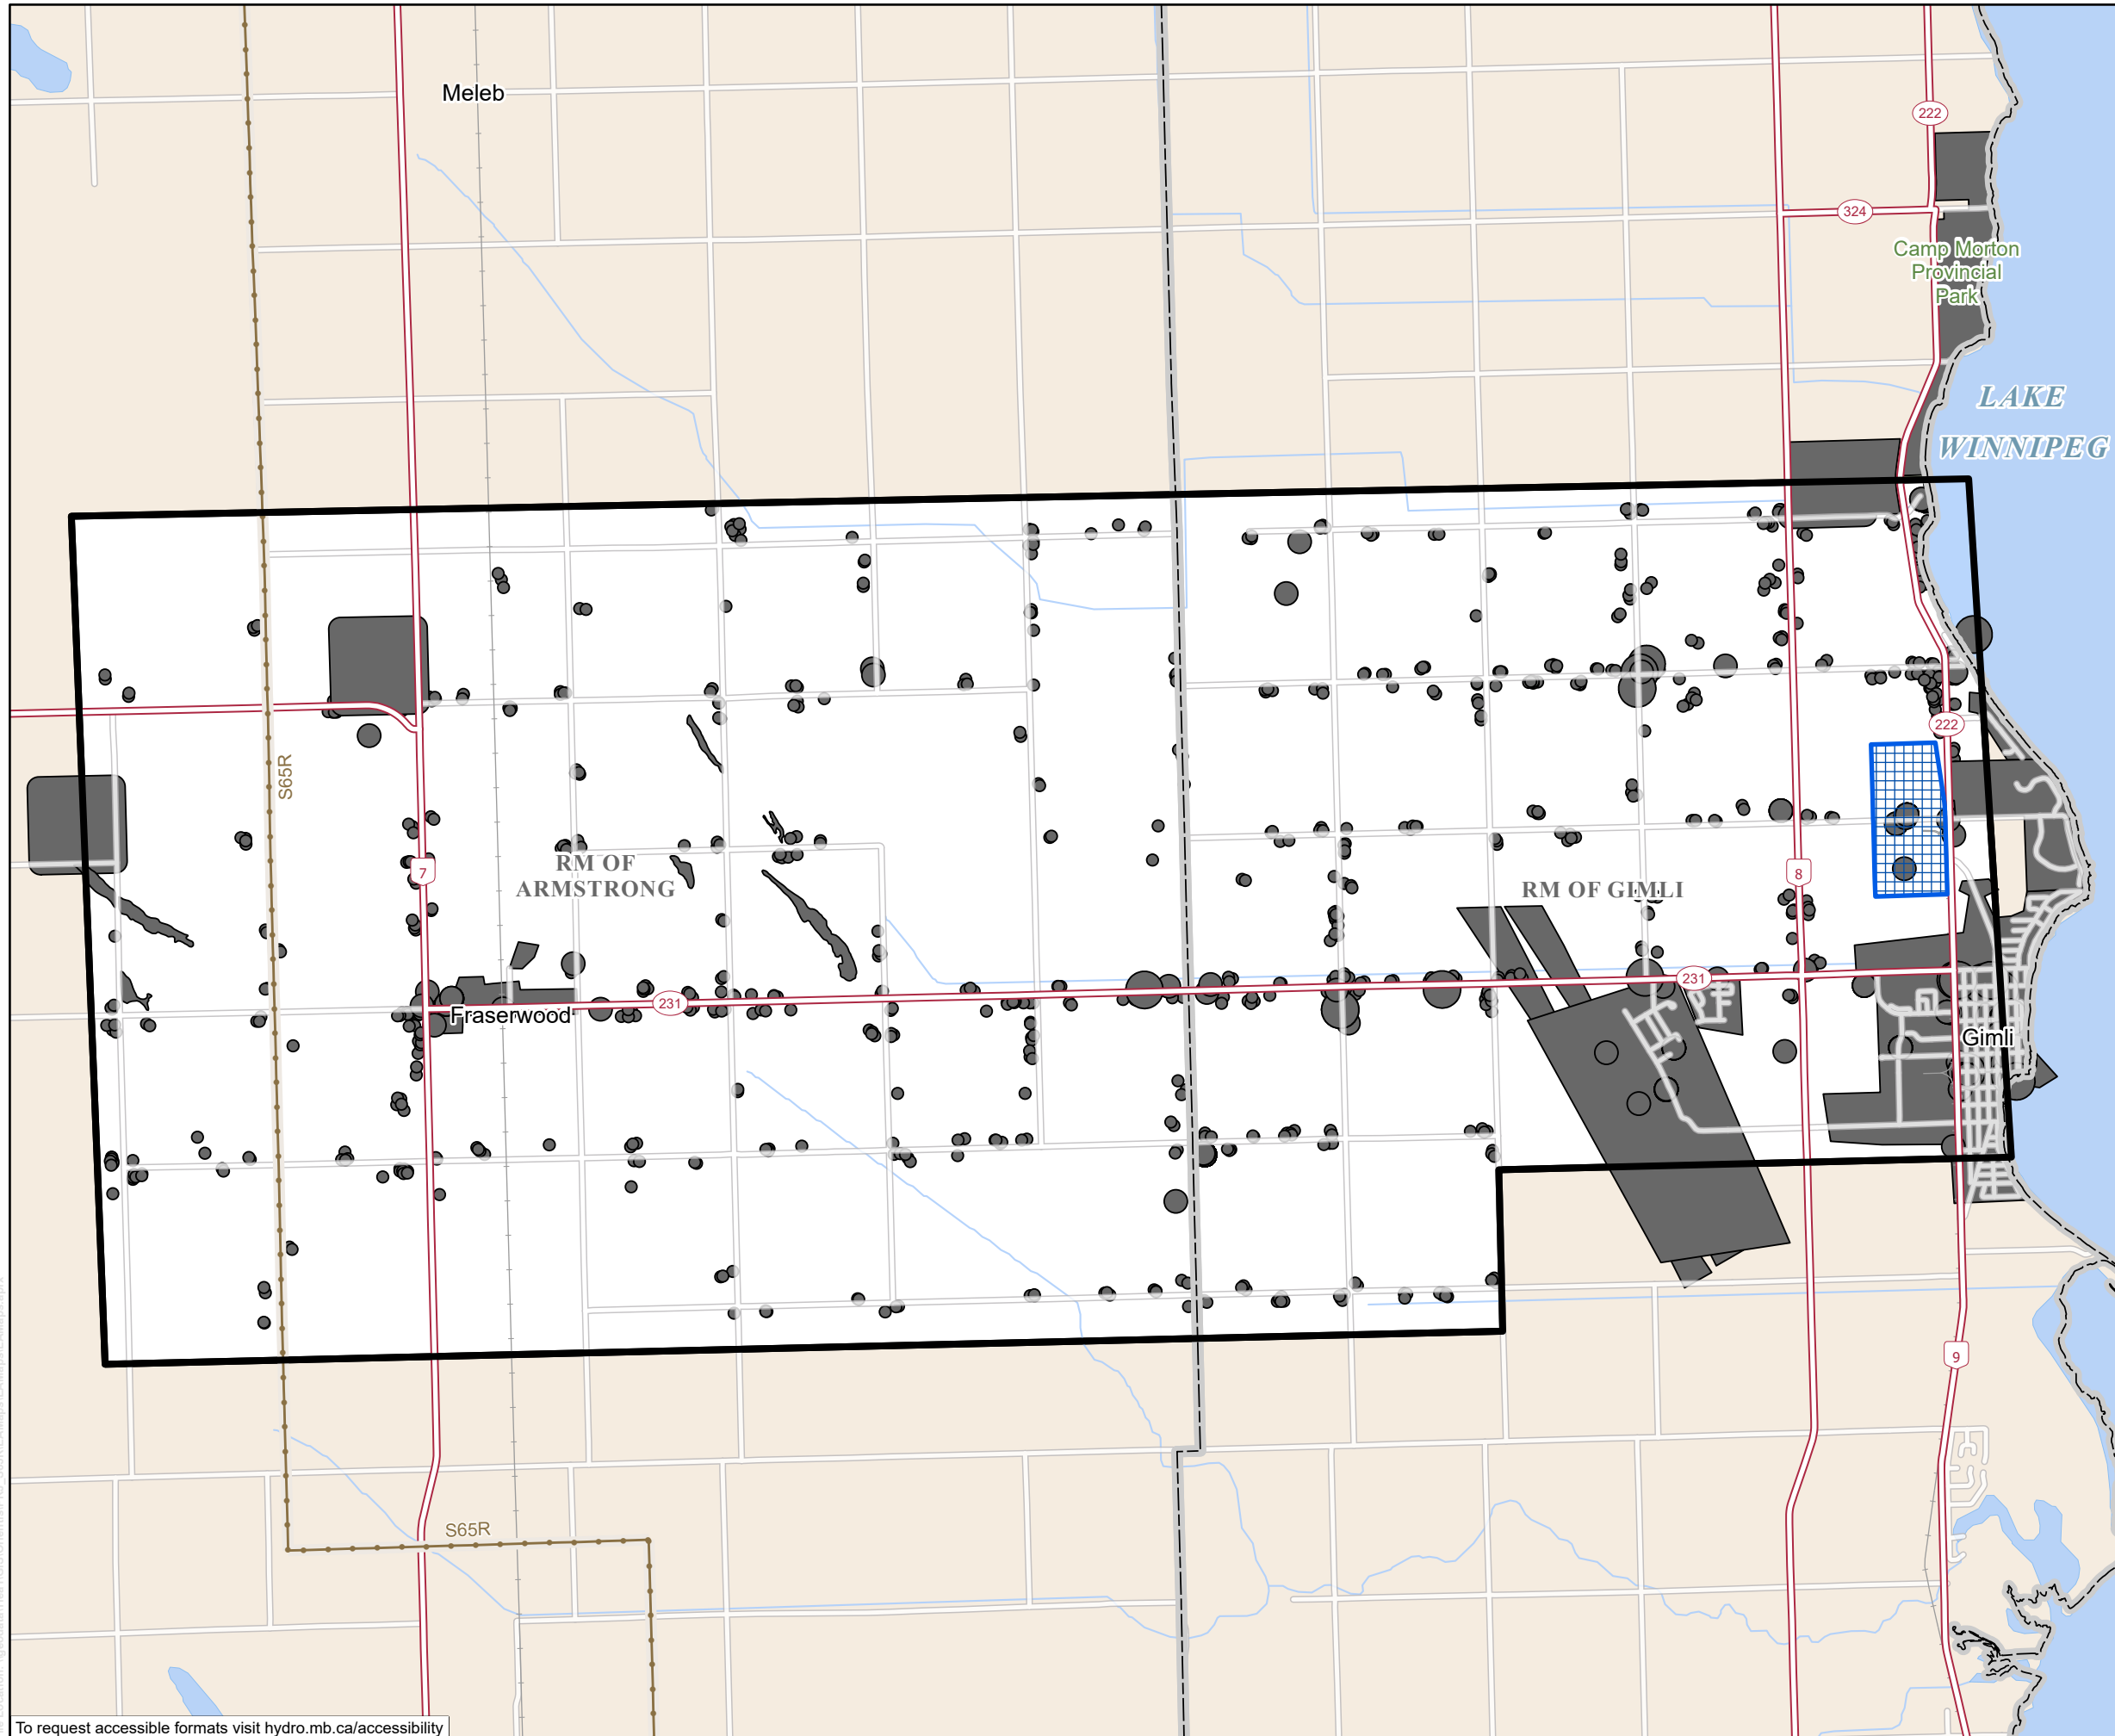 Meleb
222
324
Camp Morton
Provincial
Park
LAKE
WINNIPEG
222
S65R
7
RM OF
ARMSTRONG
8
RM OF GIMLI
231
231
Fraserwood
Gimli
9
S65R
To request accessible formats visit hydro.mb.ca/accessibility